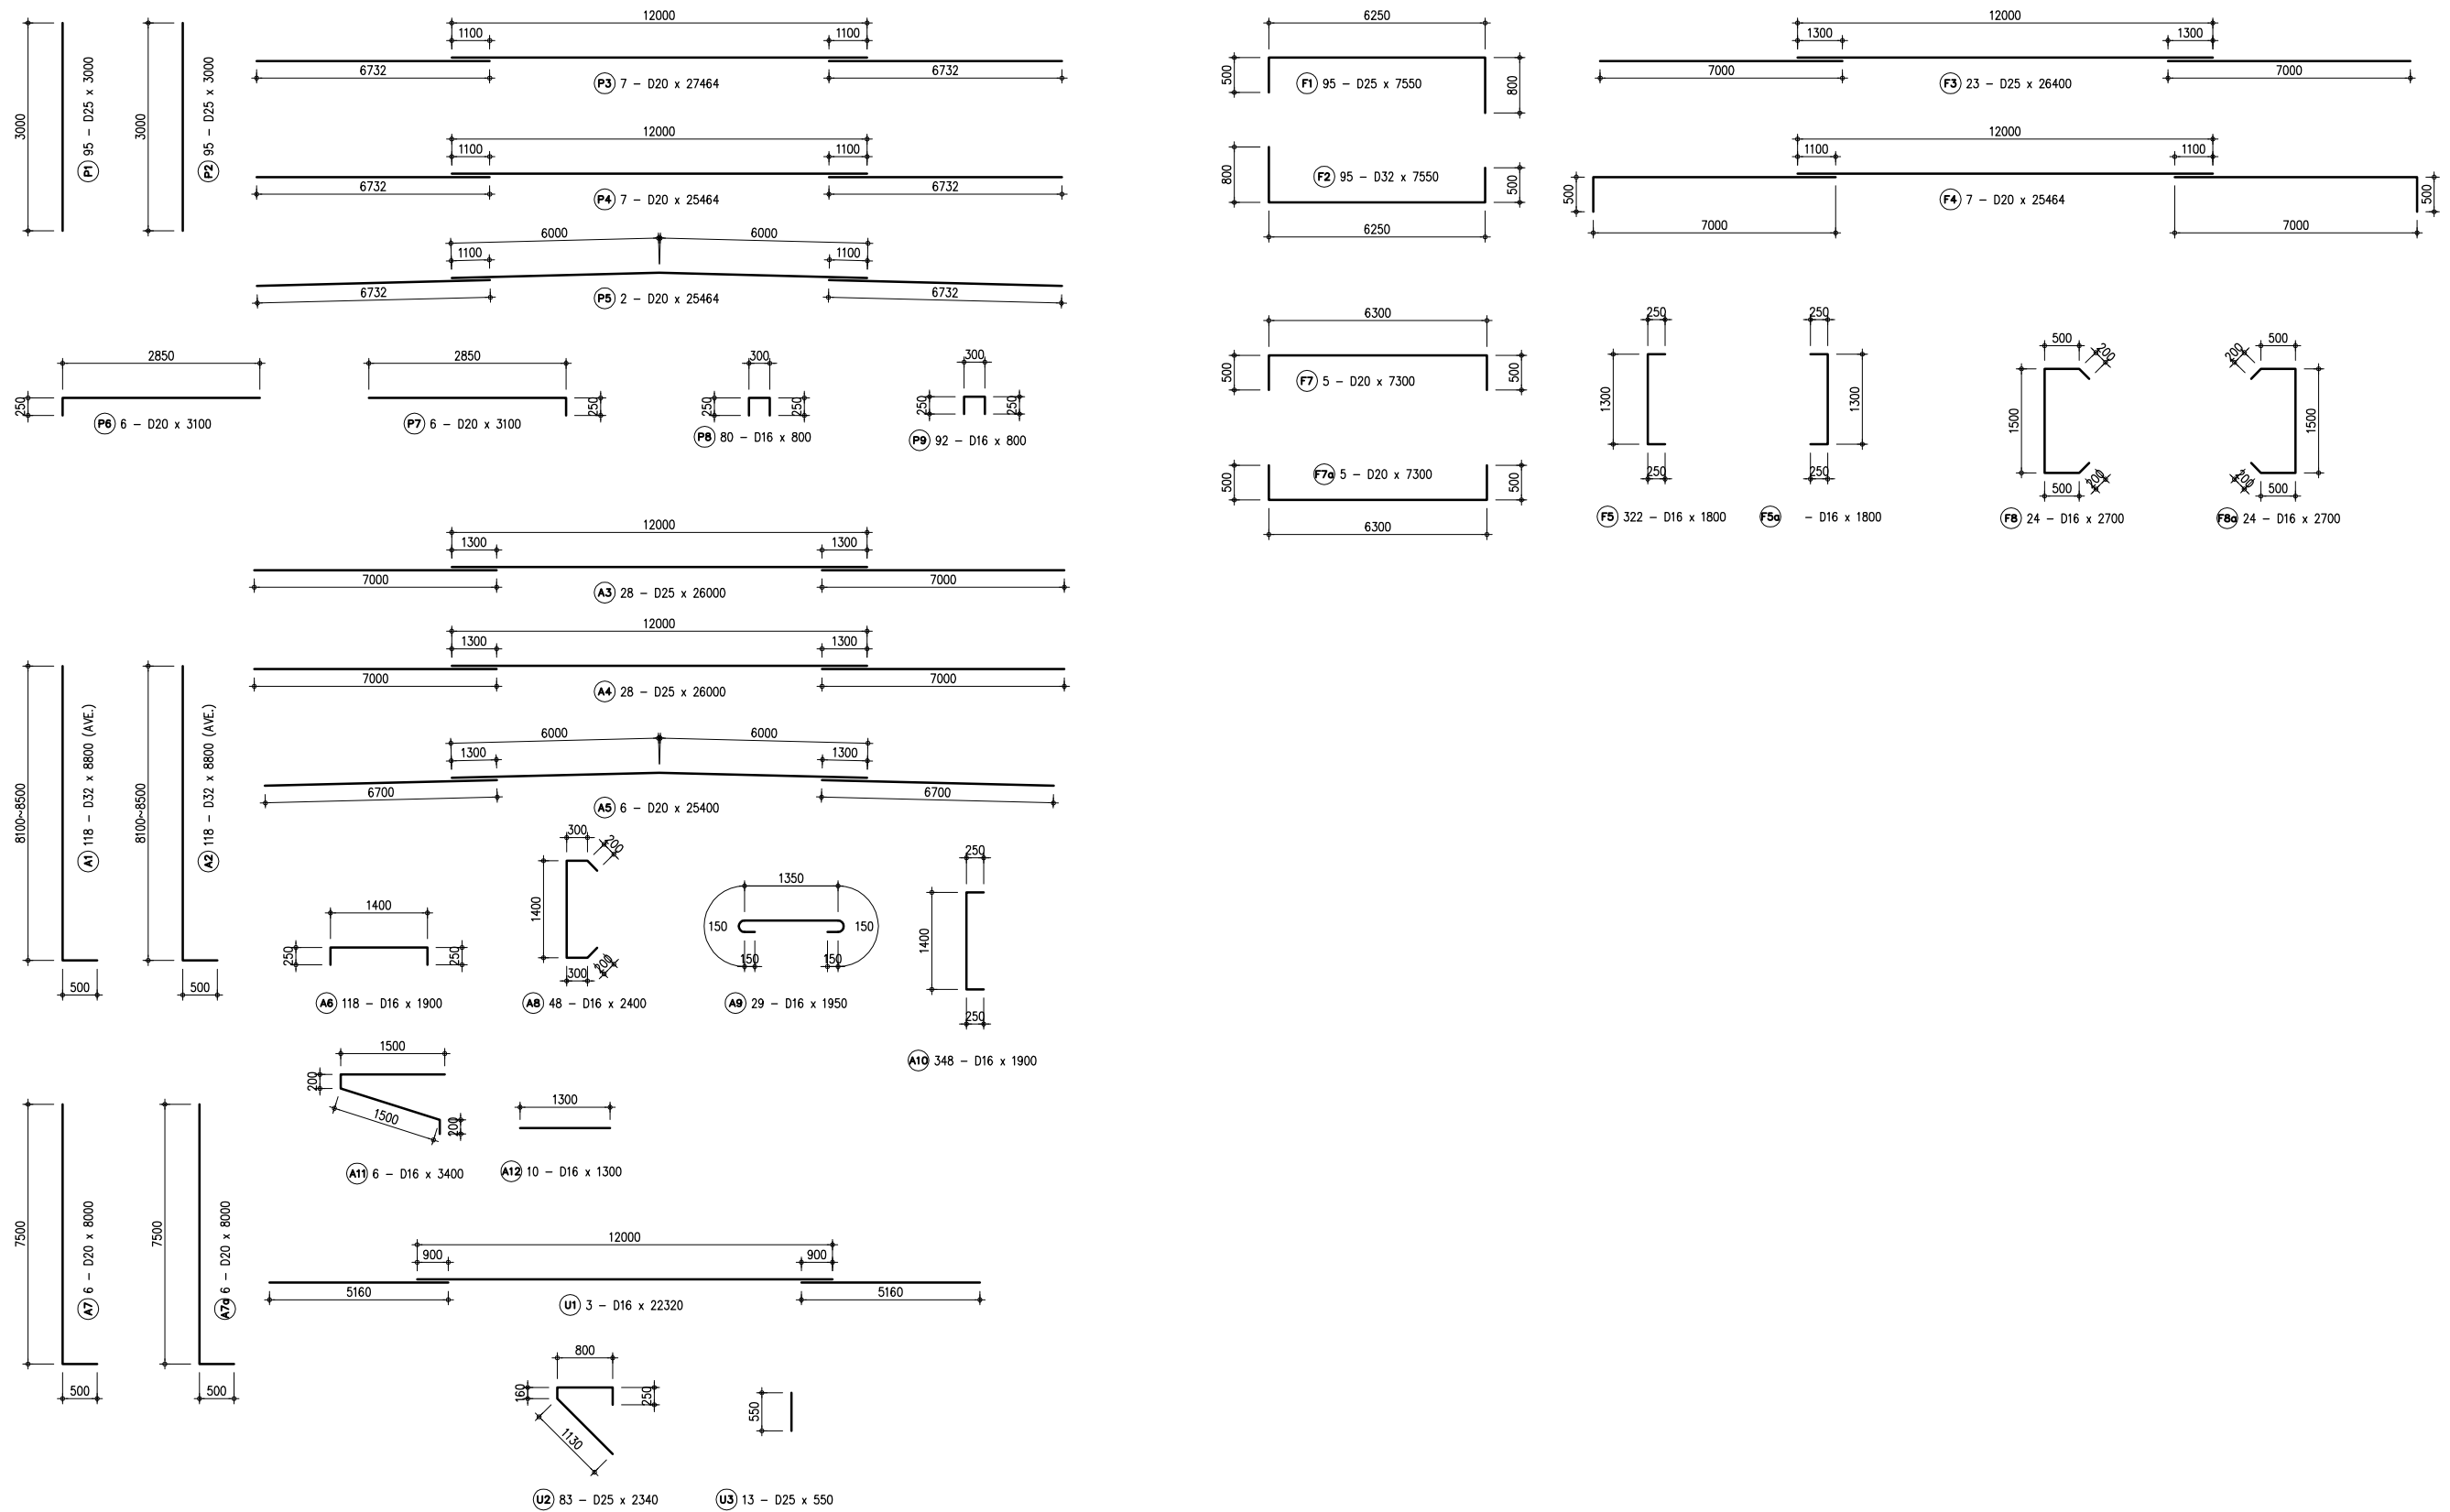 3000
P1 95 – D25 x 3000
3000
P2 95 – D25 x 3000
12000
1100 1100
6732 6732
P3 7 – D20 x 27464
12000
1100 1100
6732 6732
P4 7 – D20 x 25464
6000 6000
1100 1100
6732 6732
P5 2 – D20 x 25464
2850
250
P6 6 – D20 x 3100
2850
250
P7 6 – D20 x 3100
300
250 250
P8 80 – D16 x 800
300
250 250
P9 92 – D16 x 800
6250
500 800
F1 95 – D25 x 7550
800 500
F2 95 – D32 x 7550
6250
12000
1300 1300
7000 7000
F3 23 – D25 x 26400
12000
1100 1100
500 500
F4 7 – D20 x 25464
7000 7000
6300
500 500
F7 5 – D20 x 7300
500 500
F7a 5 – D20 x 7300
6300
250
1300
250
F5 322 – D16 x 1800
250
1300
250
F5a – D16 x 1800
500 200
1500
500 200
F8 24 – D16 x 2700
200 500
1500
200 500
F8a 24 – D16 x 2700
12000
1300 1300
7000 7000
A3 28 – D25 x 26000
12000
1300 1300
7000 7000
A4 28 – D25 x 26000
8100~8500
A1 118 – D32 x 8800 (AVE.)
500
8100~8500
A2 118 – D32 x 8800 (AVE.)
500
6000 6000
1300 1300
6700 6700
A5 6 – D20 x 25400
1400
250 250
A6 118 – D16 x 1900
300 200
1400
300 200
A8 48 – D16 x 2400
1350
150 150
150 150
A9 29 – D16 x 1950
250
1400
250
A10 348 – D16 x 1900
1500
200
1500
200
A11 6 – D16 x 3400
1300
A12 10 – D16 x 1300
7500
A7 6 – D20 x 8000
500
7500
A7a 6 – D20 x 8000
500
12000
900 900
5160 5160
U1 3 – D16 x 22320
800
160 250
1130
U2 83 – D25 x 2340
550
U3 13 – D25 x 550